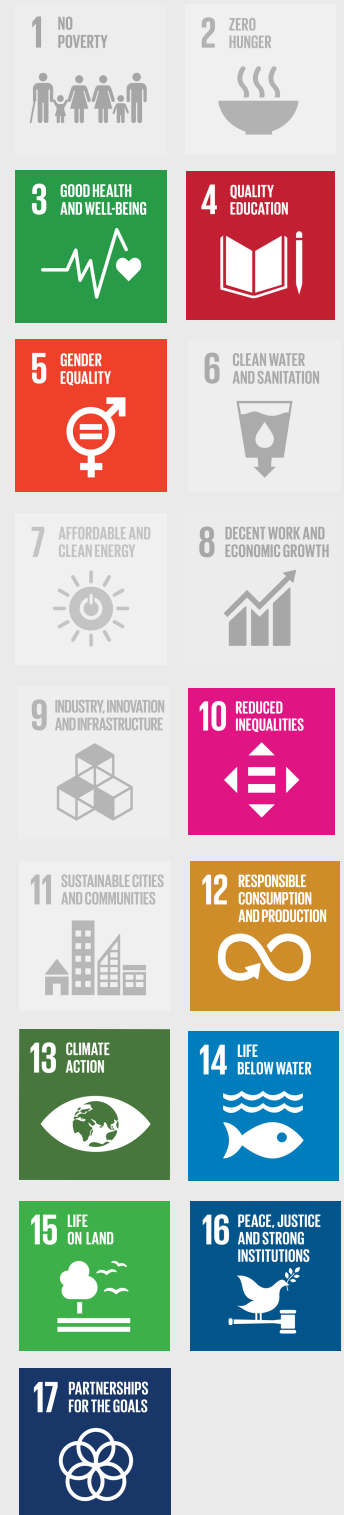 1 NO
POVERTY
2 ZERO
HUNGER
3 GOOD HEALTH
AND WELL-BEING
4 QUALITY
EDUCATION
5 GENDER
EQUALITY
6 CLEAN WATER
AND SANITATION
7 AFFORDABLE AND
CLEAN ENERGY
8 DECENT WORK AND
ECONOMIC GROWTH
9 INDUSTRY, INNOVATION
AND INFRASTRUCTURE
10 REDUCED
INEQUALITIES
11 SUSTAINABLE CITIES
AND COMMUNITIES
12 RESPONSIBLE
CONSUMPTION
AND PRODUCTION
13 CLIMATE
ACTION
14 LIFE
BELOW WATER
15 LIFE
ON LAND
16 PEACE, JUSTICE
AND STRONG
INSTITUTIONS
17 PARTNERSHIPS
FOR THE GOALS